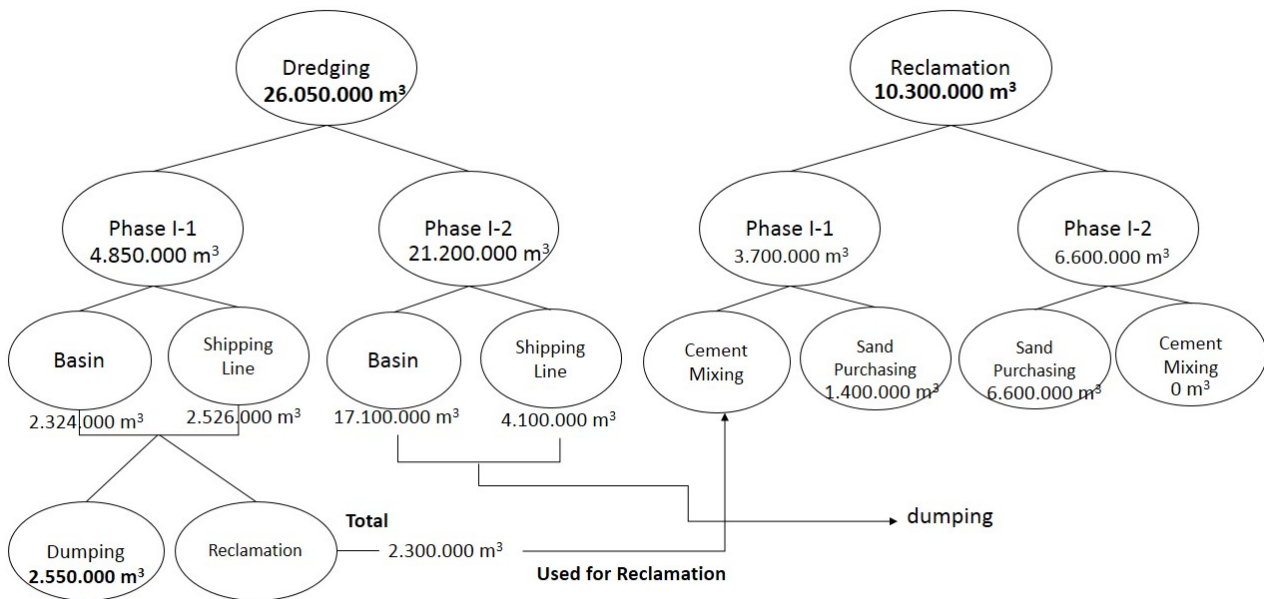 Dredging
26.050.000 m³
Reclamation
10.300.000 m³
Phase I-1
4.850.000 m³
Phase I-2
21.200.000 m³
Phase I-1
3.700.000 m³
Phase I-2
6.600.000 m³
Basin
2.324.000 m³
Shipping
Line
2.526.000 m³
Basin
17.100.000 m³
Shipping
Line
4.100.000 m³
Cement
Mixing
Sand
Purchasing
1.400.000 m³
Sand
Purchasing
6.600.000 m³
Cement
Mixing
0 m³
Dumping
2.550.000 m³
Reclamation
Total
2.300.000 m³
Used for Reclamation
dumping